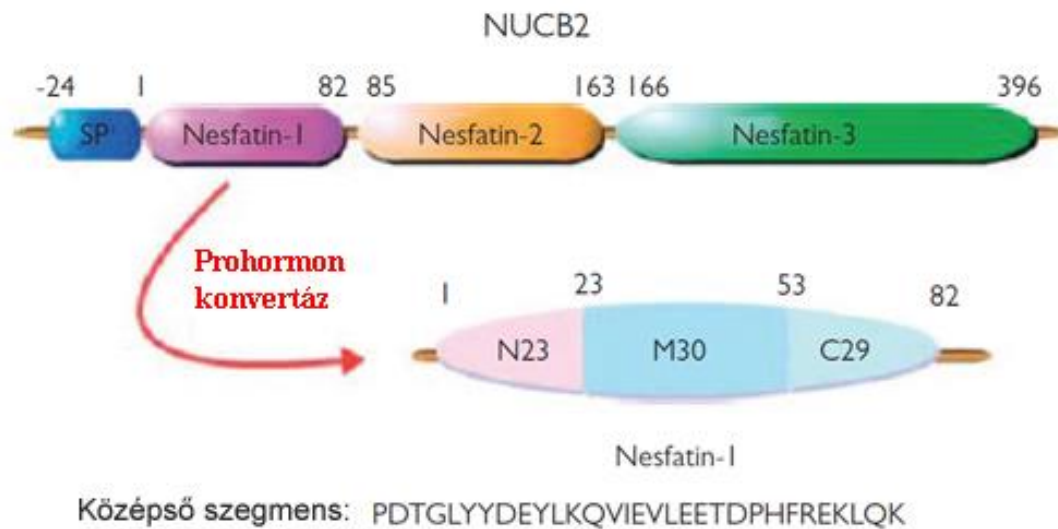 NUCB2
-24 1 82 85 163 166 396
SP Nesfatin-1 Nesfatin-2 Nesfatin-3
Prohormon
konvertáz
1 23 53 82
N23 M30 C29
Nesfatin-1
Középső szegmens: PDTGLYYDEYLKQVIEVLEETDPHFREKLQK